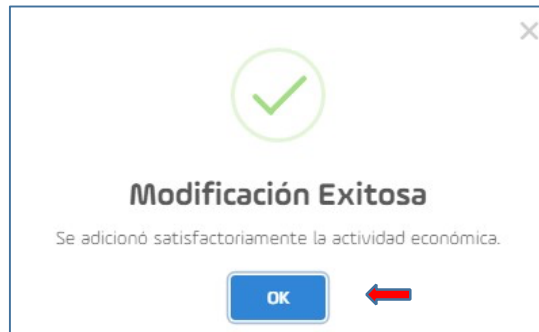 Modificación Exitosa
Se adicionó satisfactoriamente la actividad económica.
OK